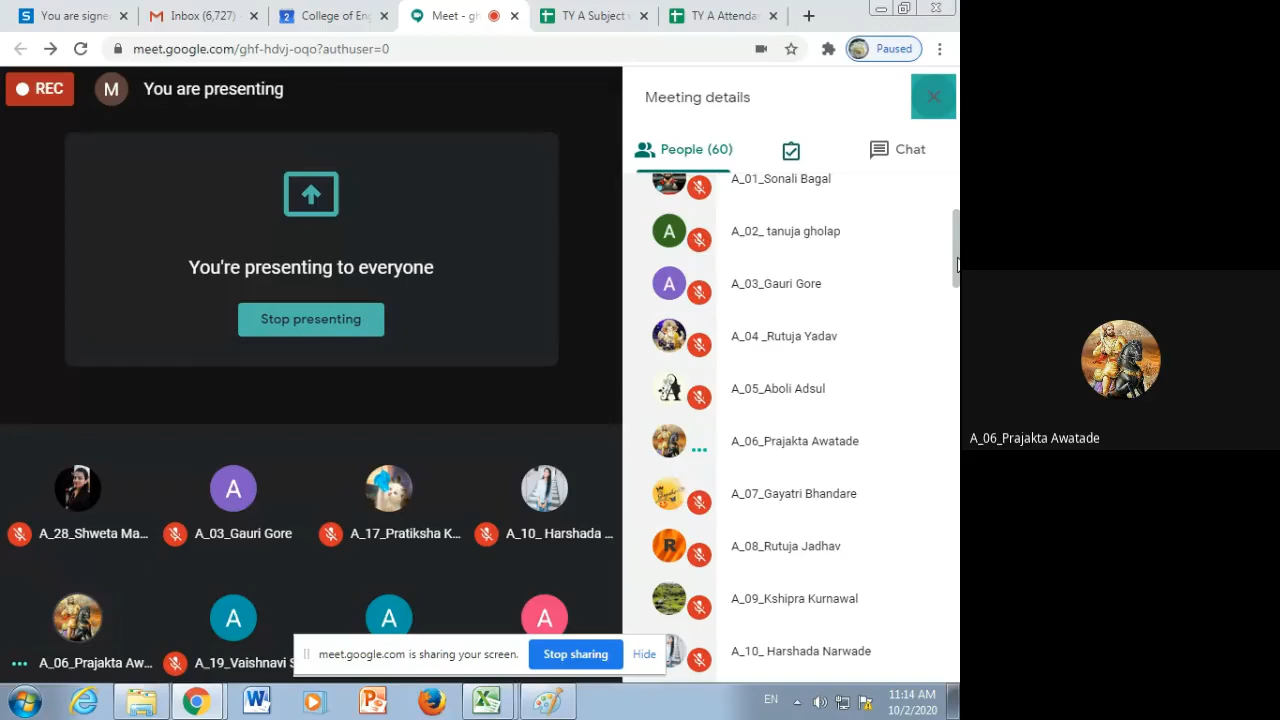 You are signe
Inbox (6,727)
2 College of En
Meet - gh
TY A Subject
TY A Attenda
meet.google.com/ghf-hdvj-oqo?authuser=0
Paused
REC
M You are presenting
You're presenting to everyone
Stop presenting
Meeting details
People (60)
Chat
A_01_Sonali Bagal
A A_02_ tanuja gholap
A A_03_Gauri Gore
A_04 _Rutuja Yadav
A_05_Aboli Adsul
A_06_Prajakta Awatade
A_07_Gayatri Bhandare
R A_08_Rutuja Jadhav
A_09_Kshipra Kurnawal
A_10_ Harshada Narwade
A
A_28_Shweta Ma...
A_03_Gauri Gore
A_17_Pratiksha K...
A_10_ Harshada ...
A
A
A
A_06_Prajakta Aw...
A_19_Vaishnavi S
meet.google.com is sharing your screen.
Stop sharing
Hide
EN
11:14 AM
10/2/2020
A_06_Prajakta Awatade